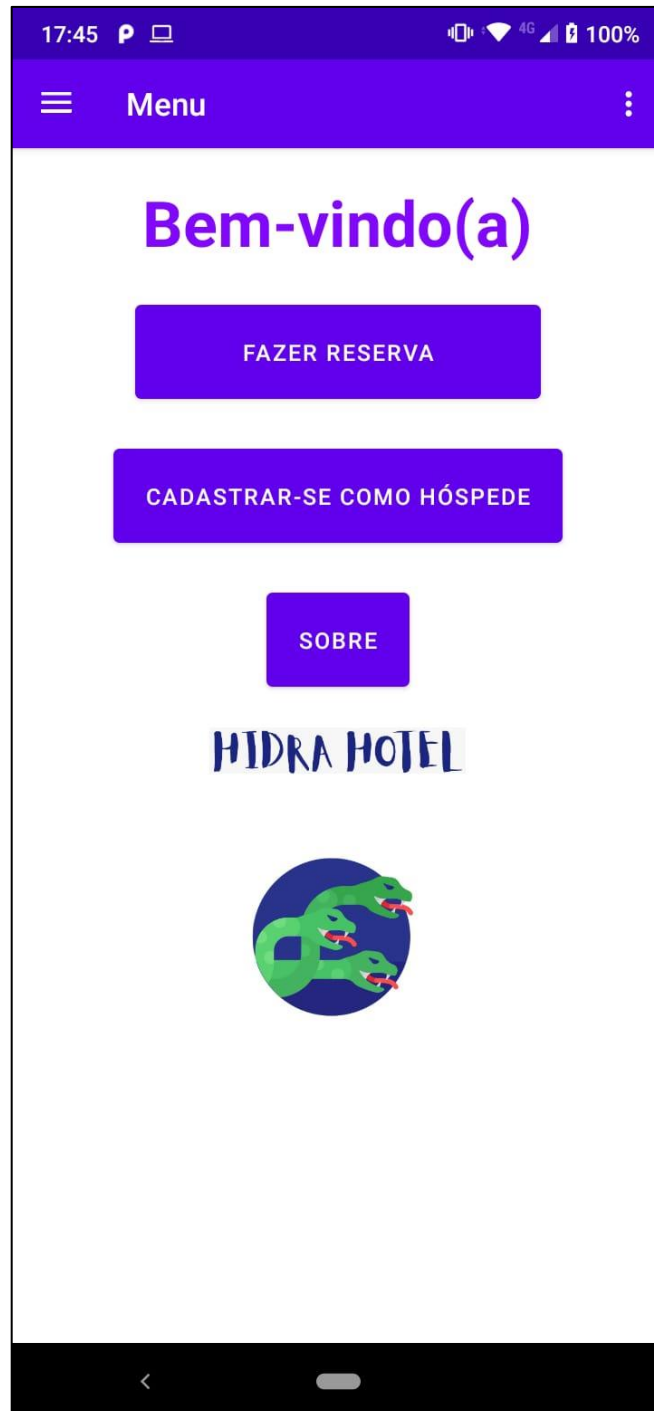 17:45 4G 100%
Menu
Bem-vindo(a)
FAZER RESERVA
CADASTRAR-SE COMO HÓSPEDE
SOBRE
HIDRA HOTEL